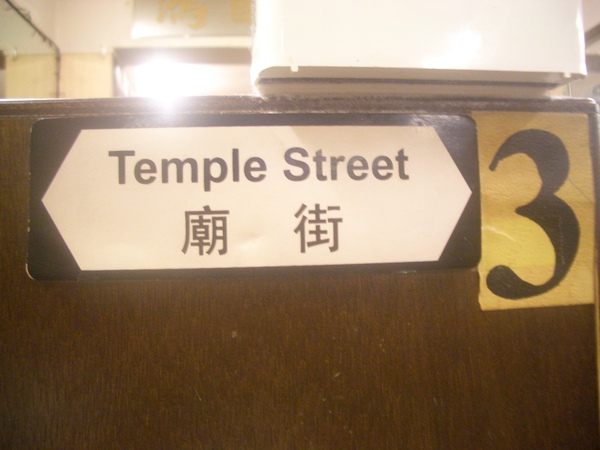 Temple Street
廟 街
3